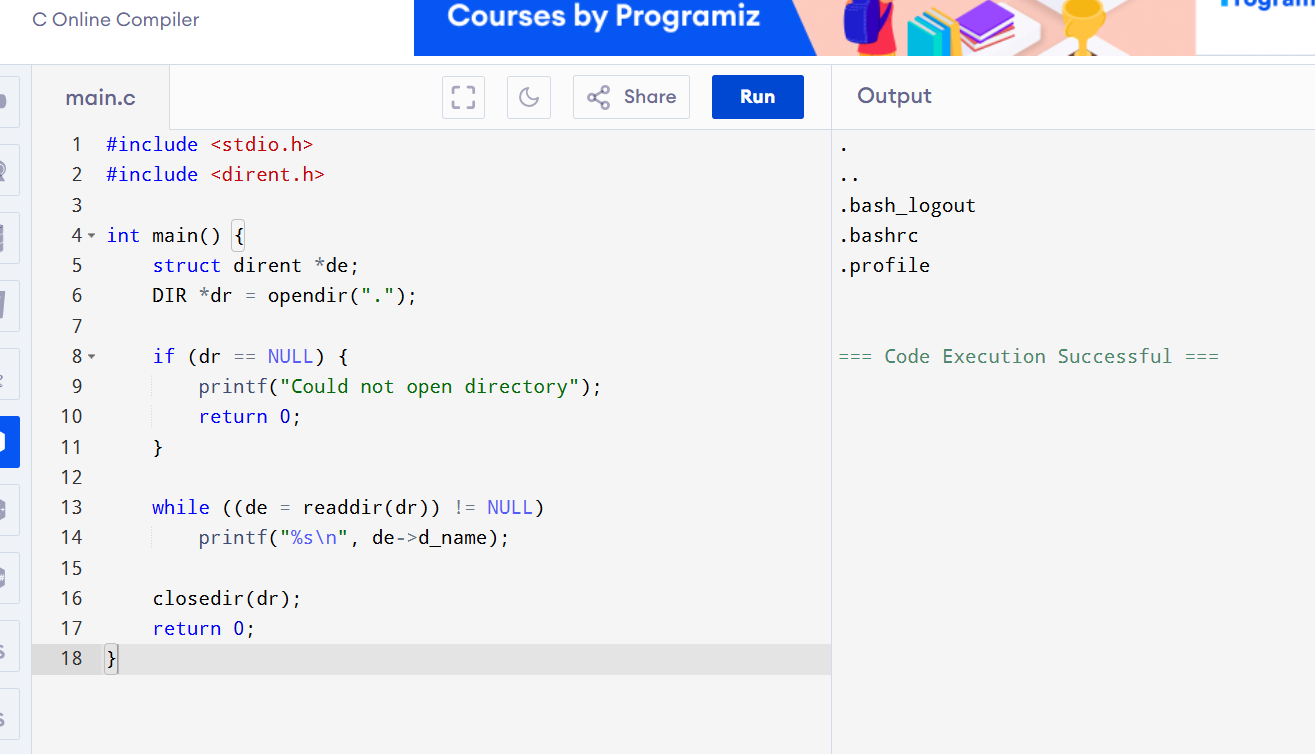 C Online Compiler
Courses by Programiz
main.c
Share
Run
Output
1 #include <stdio.h>
2 #include <dirent.h>
3
4 int main() {
5     struct dirent *de;
6     DIR *dr = opendir(".");
7
8     if (dr == NULL) {
9         printf("Could not open directory");
10         return 0;
11     }
12
13     while ((de = readdir(dr)) != NULL)
14         printf("%s\n", de->d_name);
15
16     closedir(dr);
17     return 0;
18 }
.
..
.bash_logout
.bashrc
.profile
=== Code Execution Successful ===